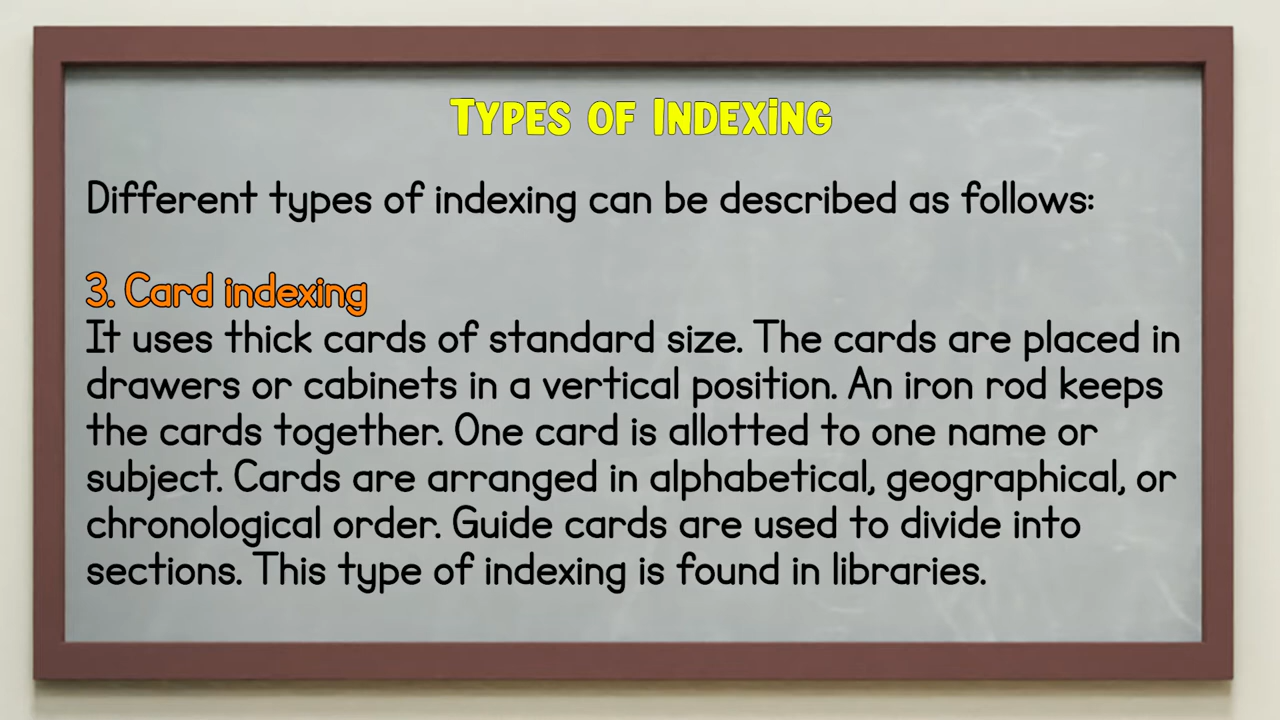 Types of Indexing
Different types of indexing can be described as follows:
3. Card indexing
It uses thick cards of standard size. The cards are placed in
drawers or cabinets in a vertical position. An iron rod keeps
the cards together. One card is allotted to one name or
subject. Cards are arranged in alphabetical, geographical, or
chronological order. Guide cards are used to divide into
sections. This type of indexing is found in libraries.